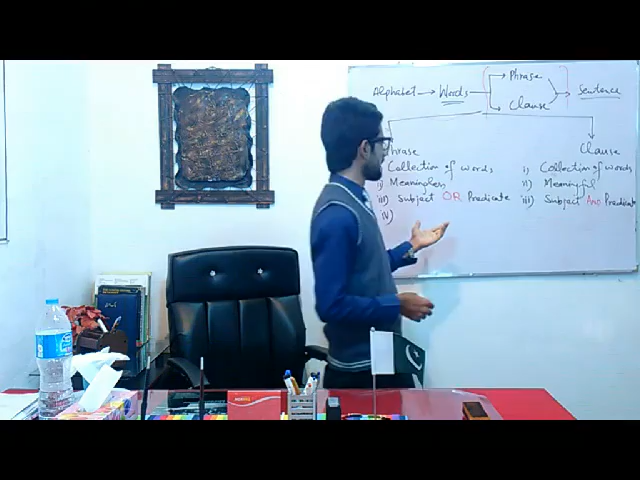 Phrase
Alphabet → Words → Clause → Sentence
Phrase
Clause
Collection of words
i) Collection of words
ii) Meaningless
ii) Meaningful
iii) Subject OR Predicate
iii) Subject AND Predicate
iv)